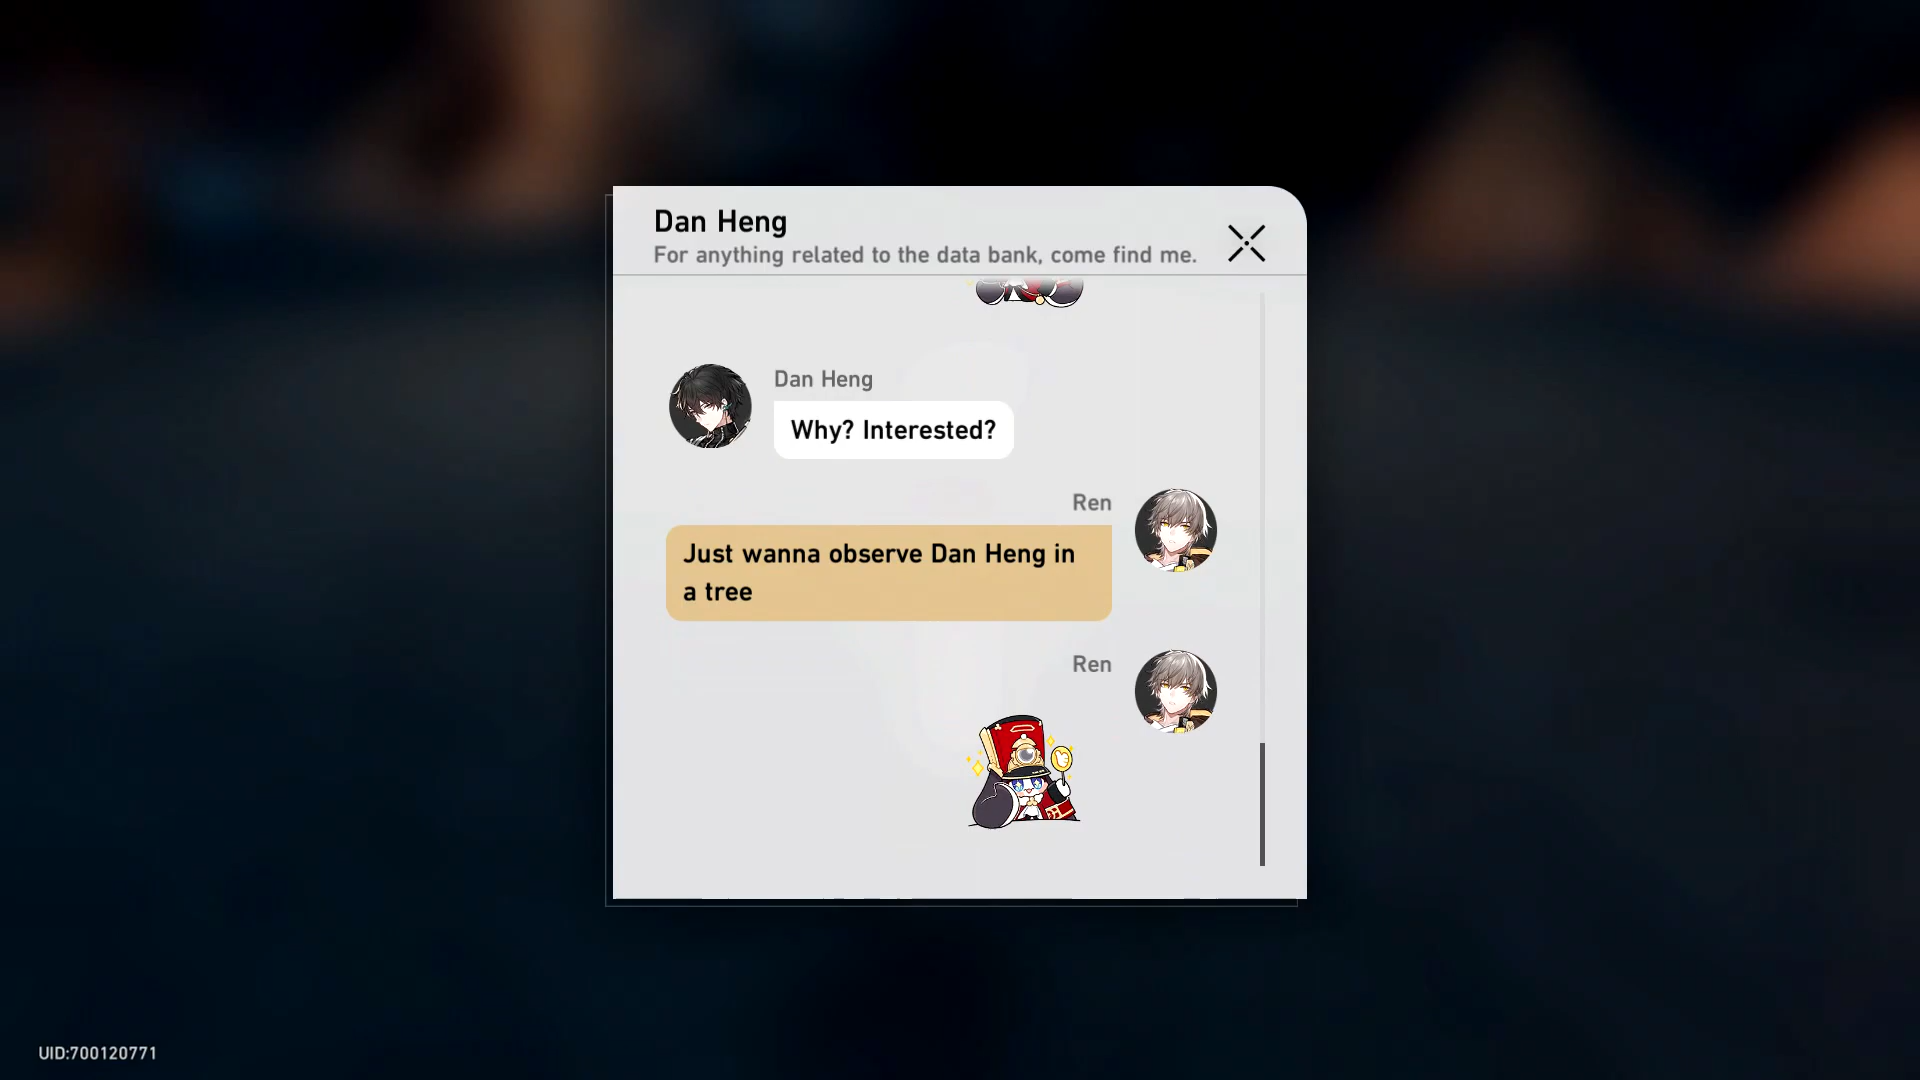 Dan Heng
For anything related to the data bank, come find me.
Dan Heng
Why? Interested?
Ren
Just wanna observe Dan Heng in
a tree
Ren
UID:700120771